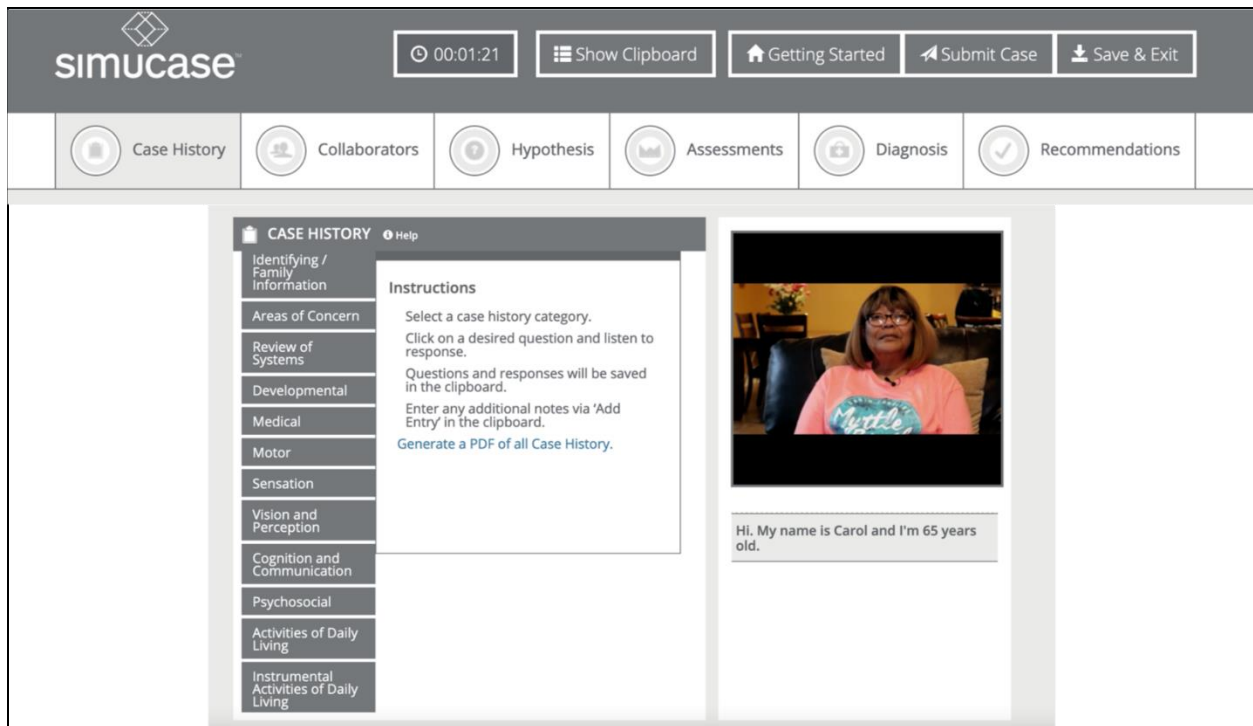 simucase™
00:01:21
Show Clipboard
Getting Started
Submit Case
Save & Exit
Case History
Collaborators
Hypothesis
Assessments
Diagnosis
Recommendations
CASE HISTORY Help
Identifying /
Family
Information
Areas of Concern
Review of
Systems
Developmental
Medical
Motor
Sensation
Vision and
Perception
Cognition and
Communication
Psychosocial
Activities of Daily
Living
Instrumental
Activities of Daily
Living
Instructions
Select a case history category.
Click on a desired question and listen to
response.
Questions and responses will be saved
in the clipboard.
Enter any additional notes via ‘Add
Entry’ in the clipboard.
Generate a PDF of all Case History.
Myrtle
Hi. My name is Carol and I'm 65 years
old.